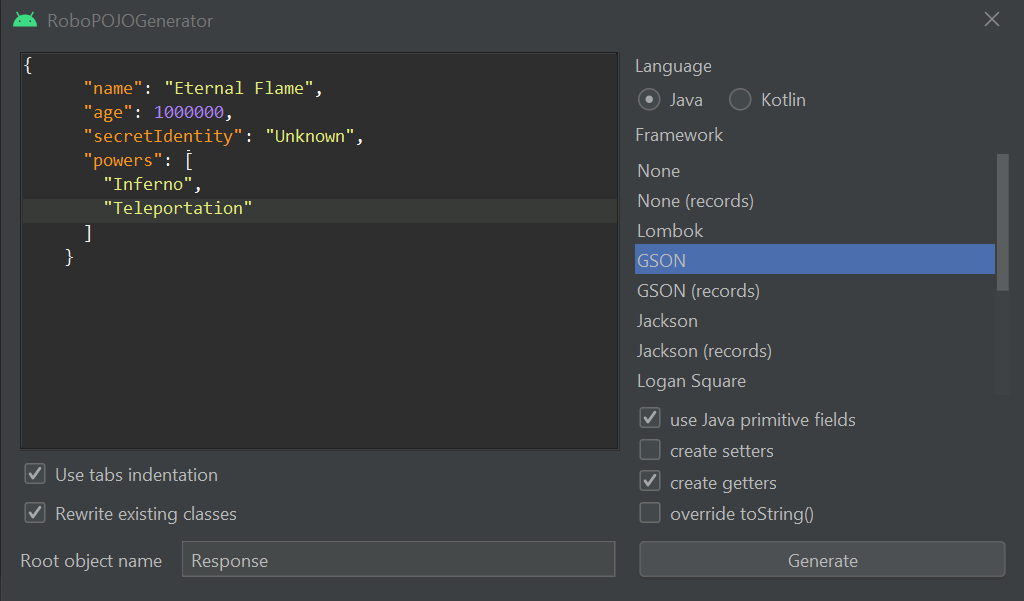 RoboPOJOGenerator
{
"name": "Eternal Flame",
"age": 1000000,
"secretIdentity": "Unknown",
"powers": [
"Inferno",
"Teleportation"
]
}
Use tabs indentation
Rewrite existing classes
Root object name
Response
Language
Java
Kotlin
Framework
None
None (records)
Lombok
GSON
GSON (records)
Jackson
Jackson (records)
Logan Square
use Java primitive fields
create setters
create getters
override toString()
Generate